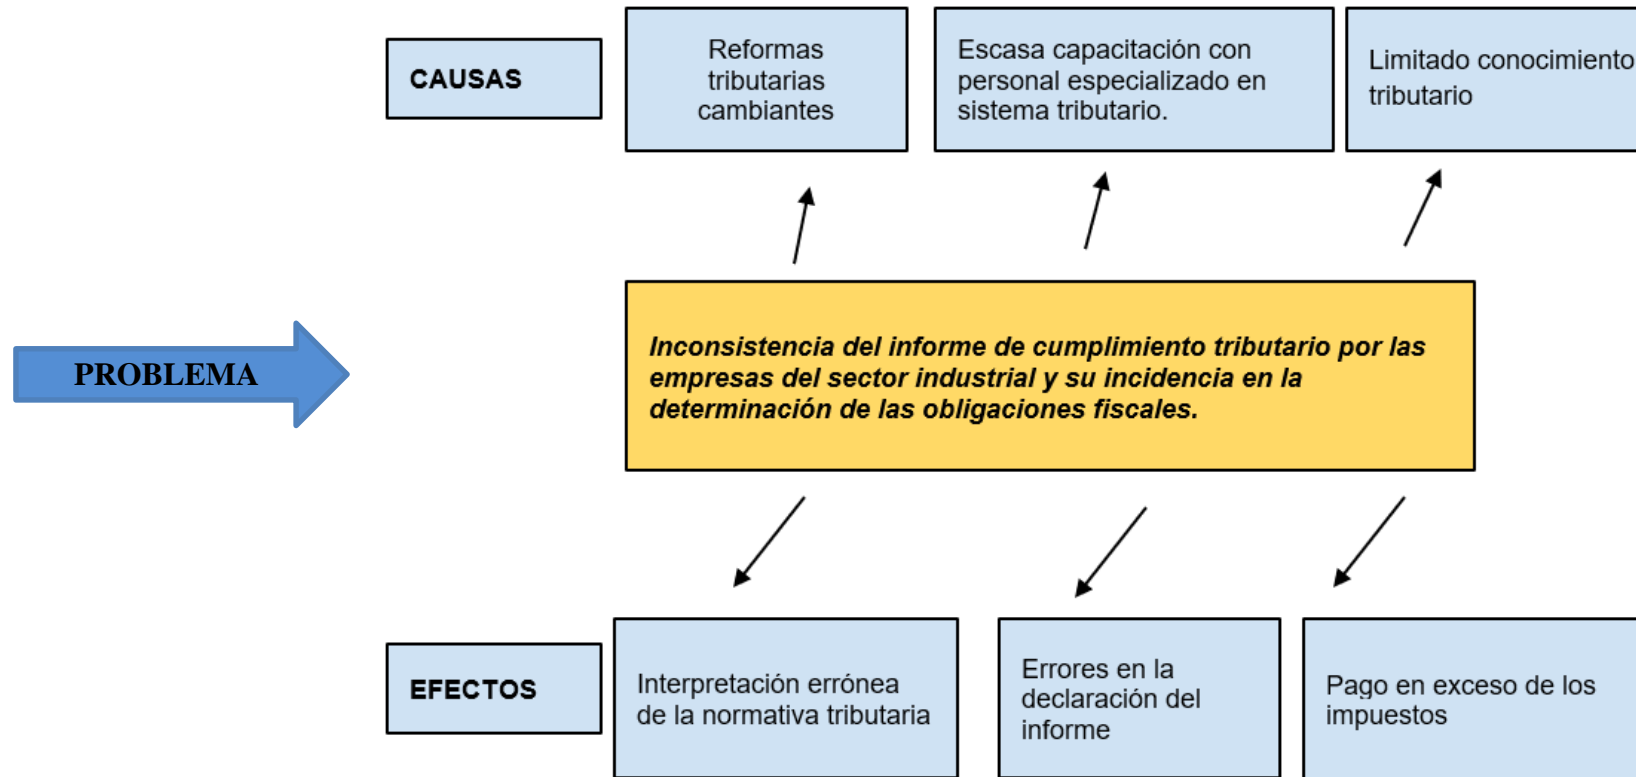 CAUSAS
Reformas
tributarias
cambiantes
Escasa capacitación con
personal especializado en
sistema tributario.
Limitado conocimiento
tributario
PROBLEMA
Inconsistencia del informe de cumplimiento tributario por las
empresas del sector industrial y su incidencia en la
determinación de las obligaciones fiscales.
EFECTOS
Interpretación errónea
de la normativa tributaria
Errores en la
declaración del
informe
Pago en exceso de los
impuestos